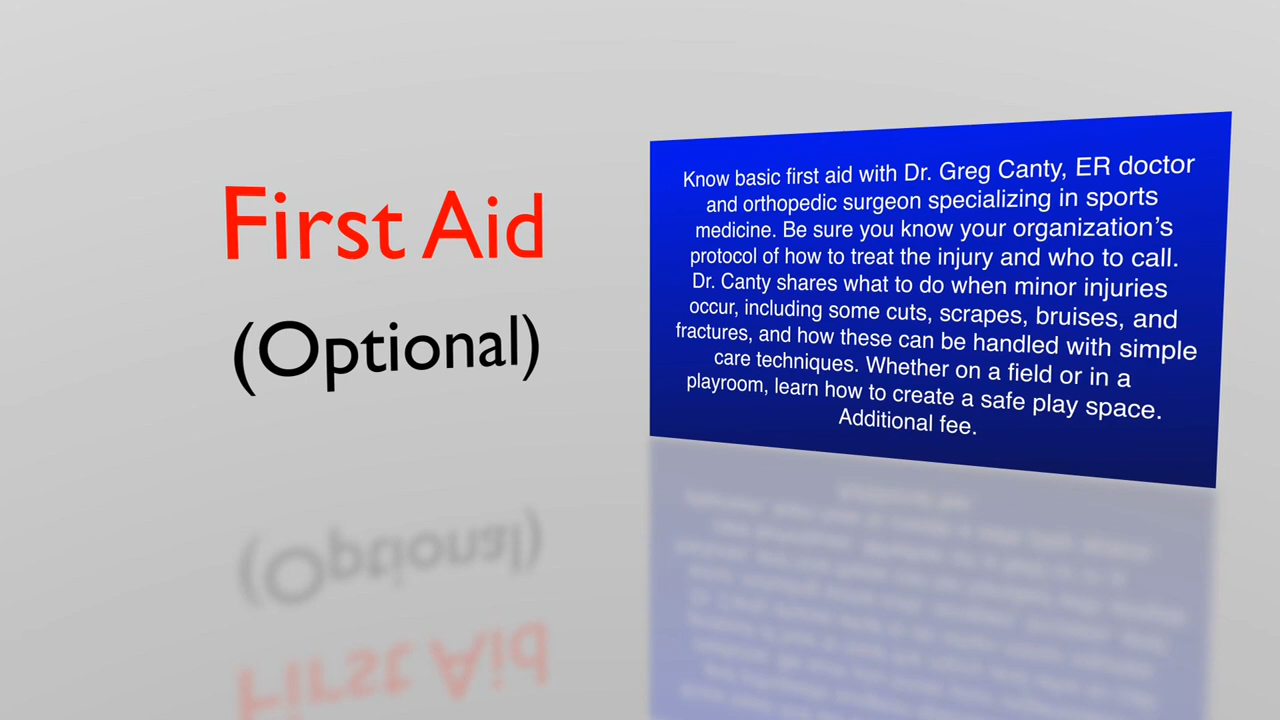 First Aid
(Optional)
Know basic first aid with Dr. Greg Canty, ER doctor
and orthopedic surgeon specializing in sports
medicine. Be sure you know your organization’s
protocol of how to treat the injury and who to call.
Dr. Canty shares what to do when minor injuries
occur, including some cuts, scrapes, bruises, and
fractures, and how these can be handled with simple
care techniques. Whether on a field or in a
playroom, learn how to create a safe play space.
Additional fee.